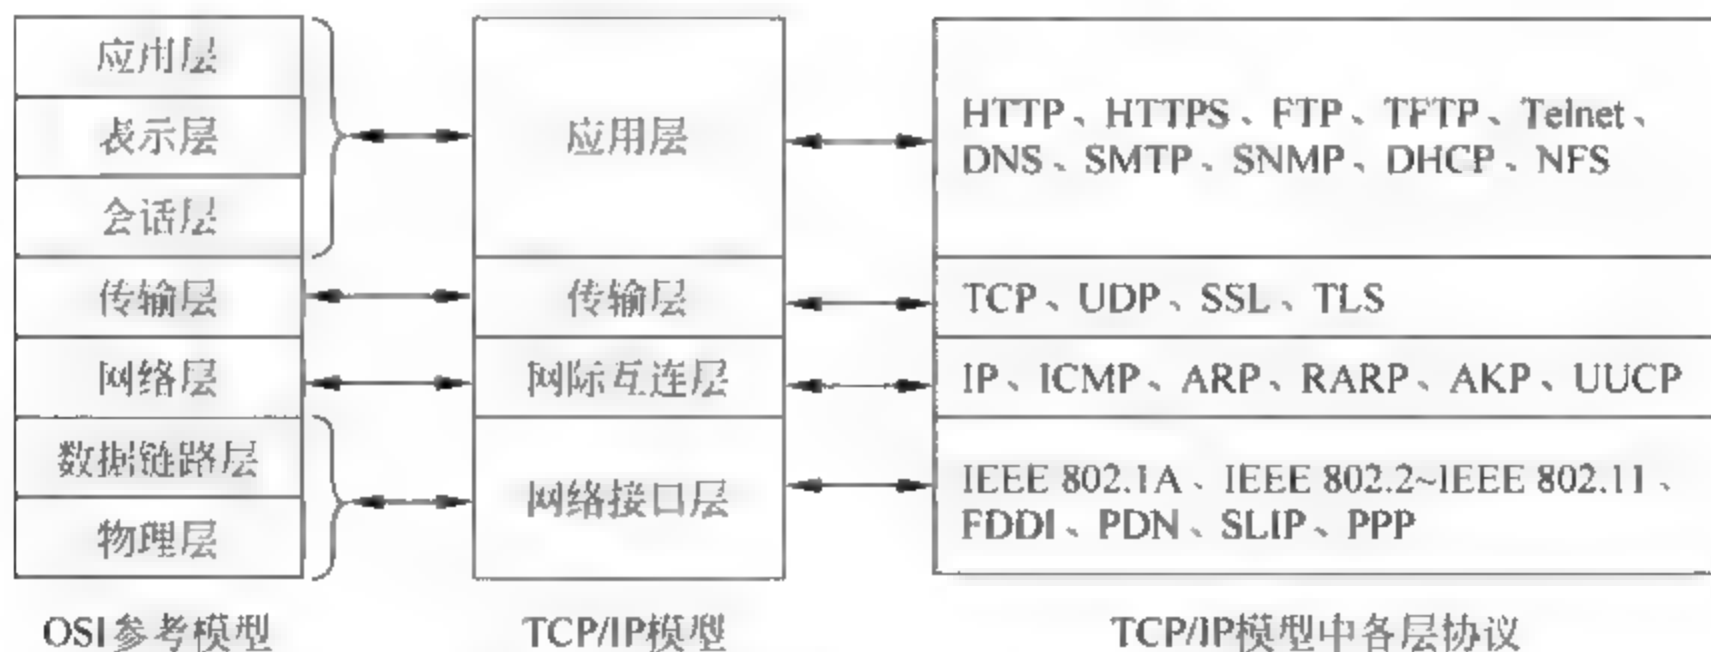 应用层
表示层
会话层
传输层
网络层
数据链路层
物理层
OSI参考模型
应用层
传输层
网际互连层
网络接口层
TCP/IP模型
HTTP、HTTPS、FTP、TFTP、Telnet、
DNS、SMTP、SNMP、DHCP、NFS
TCP、UDP、SSL、TLS
IP、ICMP、ARP、RARP、AKP、UUCP
IEEE 802.1A、IEEE 802.2~IEEE 802.11、
FDDI、PDN、SLIP、PPP
TCP/IP模型中各层协议